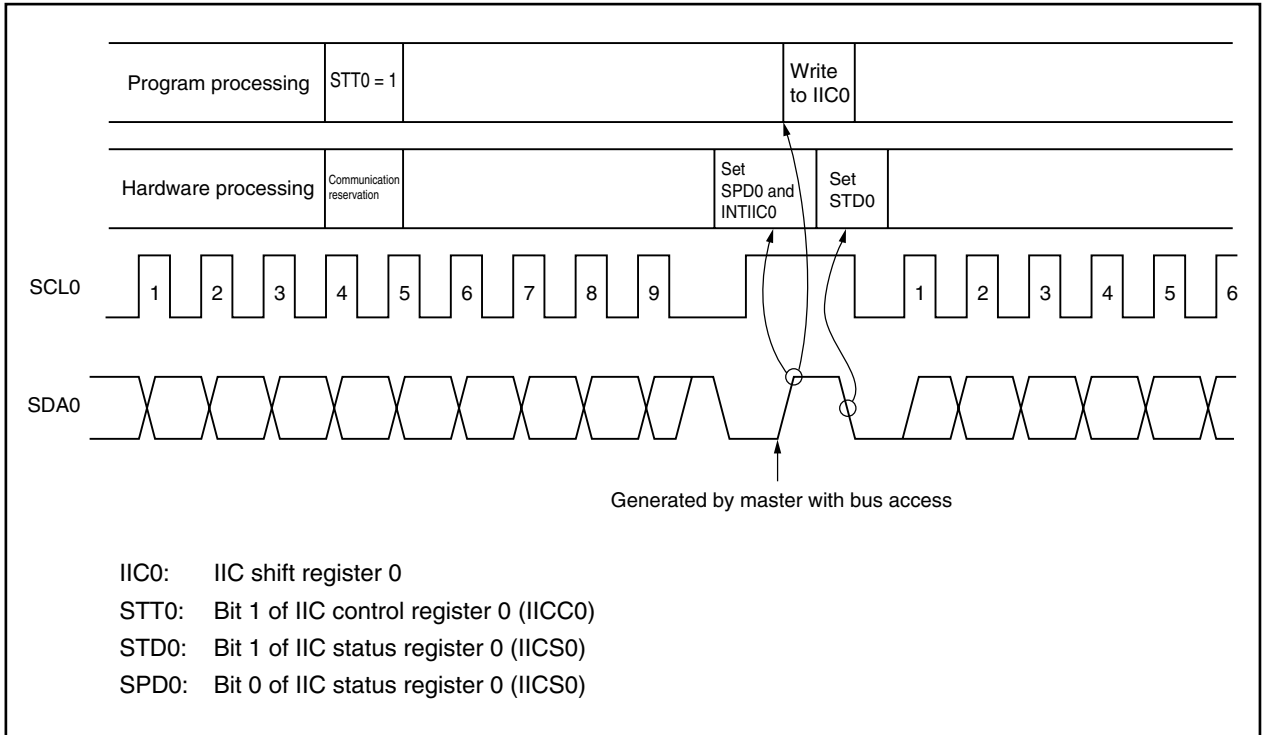 Program processing
STT0 = 1
Write
to IIC0
Hardware processing
Communication
reservation
Set
SPD0 and
INTIIC0
Set
STD0
SCL0
1 2 3 4 5 6 7 8 9 1 2 3 4 5 6
SDA0
Generated by master with bus access
IIC0: IIC shift register 0
STT0: Bit 1 of IIC control register 0 (IICC0)
STD0: Bit 1 of IIC status register 0 (IICS0)
SPD0: Bit 0 of IIC status register 0 (IICS0)